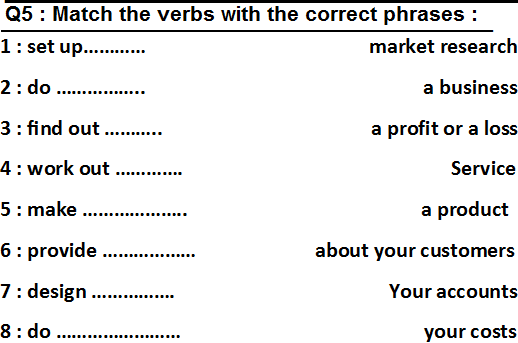 Q5 : Match the verbs with the correct phrases :
1 : set up............ market research
2 : do ................ a business
3 : find out ........... a profit or a loss
4 : work out ............. Service
5 : make .................... a product
6 : provide .................. about your customers
7 : design ................ Your accounts
8 : do ........................ your costs